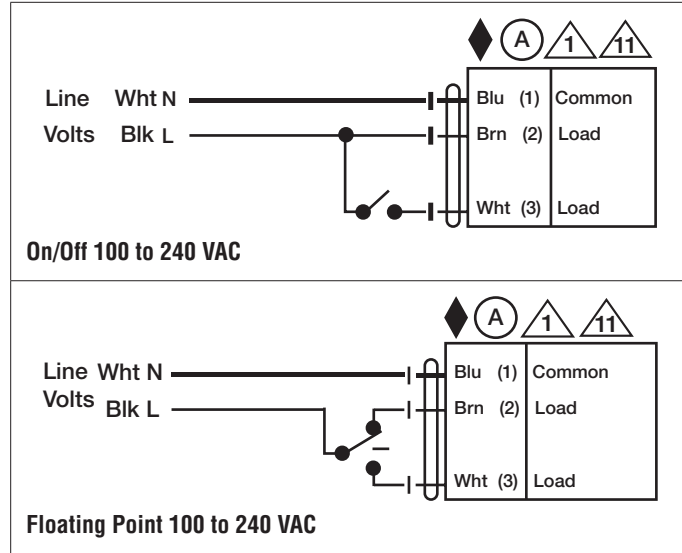 A 1 11
Line Wht N Blu (1) Common
Volts Blk L Brn (2) Load
Wht (3) Load
On/Off 100 to 240 VAC
A 1 11
Line Wht N Blu (1) Common
Volts Blk L Brn (2) Load
Wht (3) Load
Floating Point 100 to 240 VAC